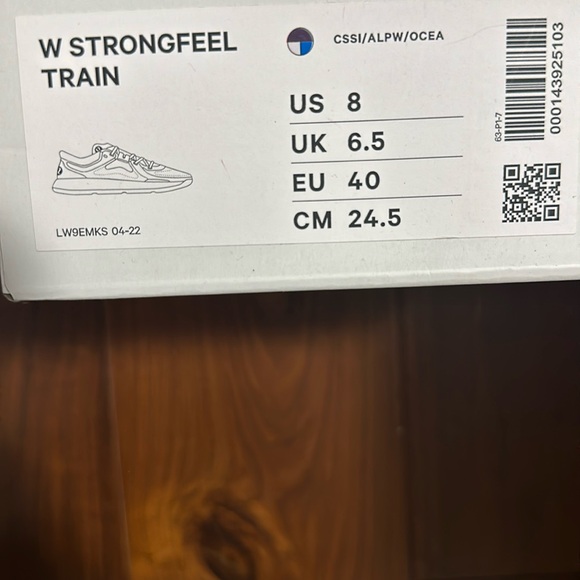 W STRONGFEEL
TRAIN
CSSI/ALPW/OCEA
US 8
UK 6.5
EU 40
CM 24.5
LW9EMKS 04-22
63-P1-7
000143925103